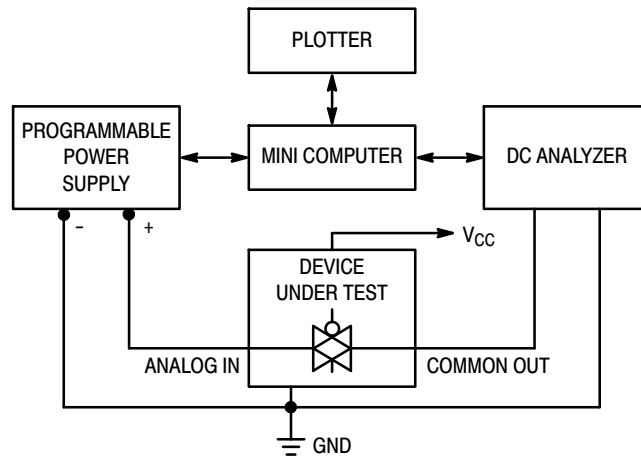 PLOTTER
PROGRAMMABLE
POWER
SUPPLY
MINI COMPUTER
DC ANALYZER
– +
VCC
DEVICE
UNDER TEST
ANALOG IN
COMMON OUT
GND